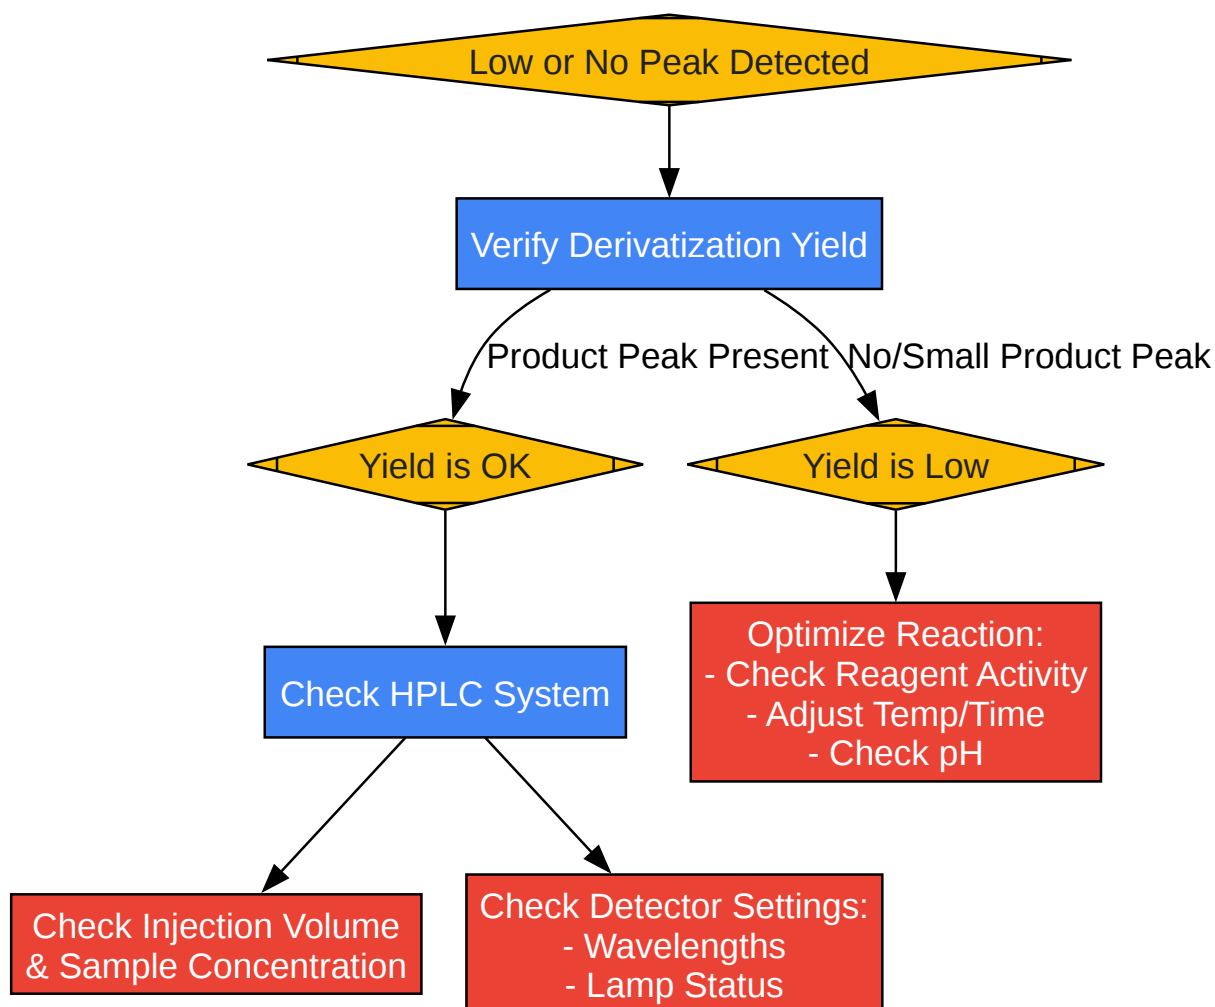 Low or No Peak Detected
Verify Derivatization Yield
Product Peak Present
No/Small Product Peak
Yield is OK
Yield is Low
Optimize Reaction:
- Check Reagent Activity
- Adjust Temp/Time
- Check pH
Check HPLC System
Check Injection Volume
& Sample Concentration
Check Detector Settings:
- Wavelengths
- Lamp Status